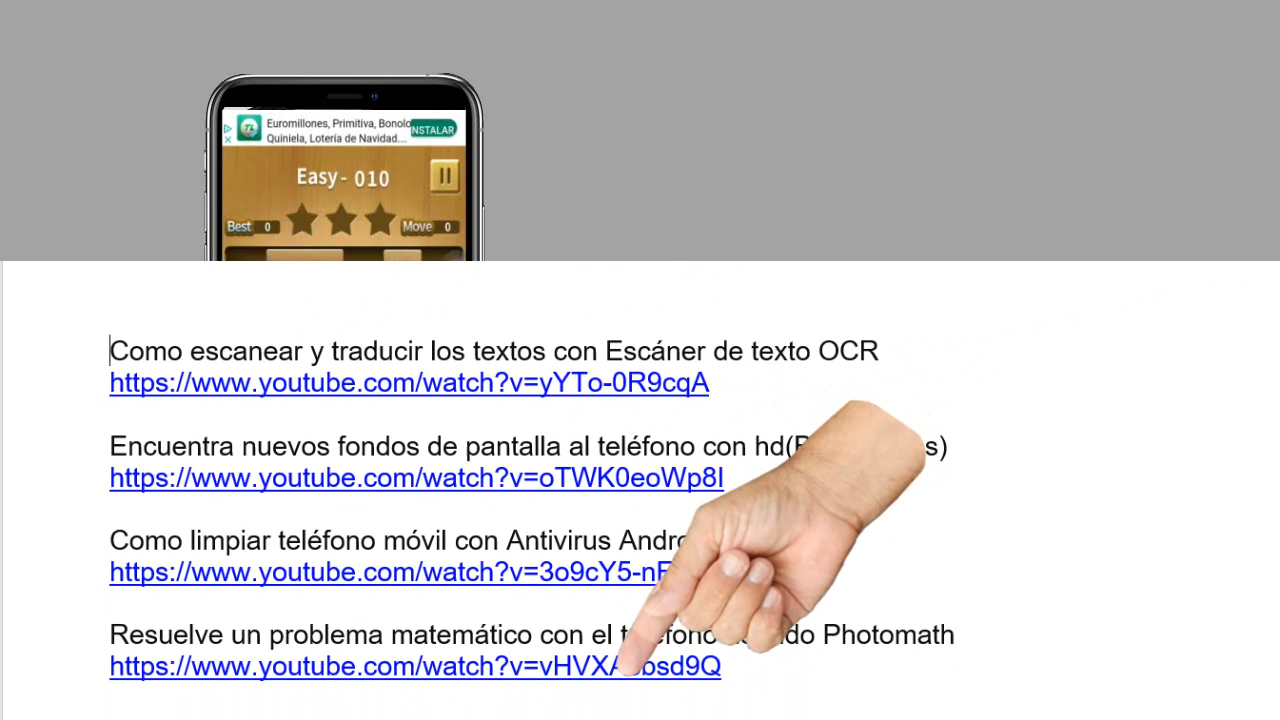 Euromillones, Primitiva, Bonolo
Quiniela, Lotería de Navidad....
NSTALAR
Easy - 010
Best 0
Move 0
Como escanear y traducir los textos con Escáner de texto OCR
https://www.youtube.com/watch?v=yYTo-0R9cqA
Encuentra nuevos fondos de pantalla al teléfono con hd(
https://www.youtube.com/watch?v=oTWK0eoWp8I
Como limpiar teléfono móvil con Antivirus
https://www.youtube.com/watch?v=3o9cY5-n
Resuelve un problema matemático con el Photomath
https://www.youtube.com/watch?v=vHVX bsd9Q